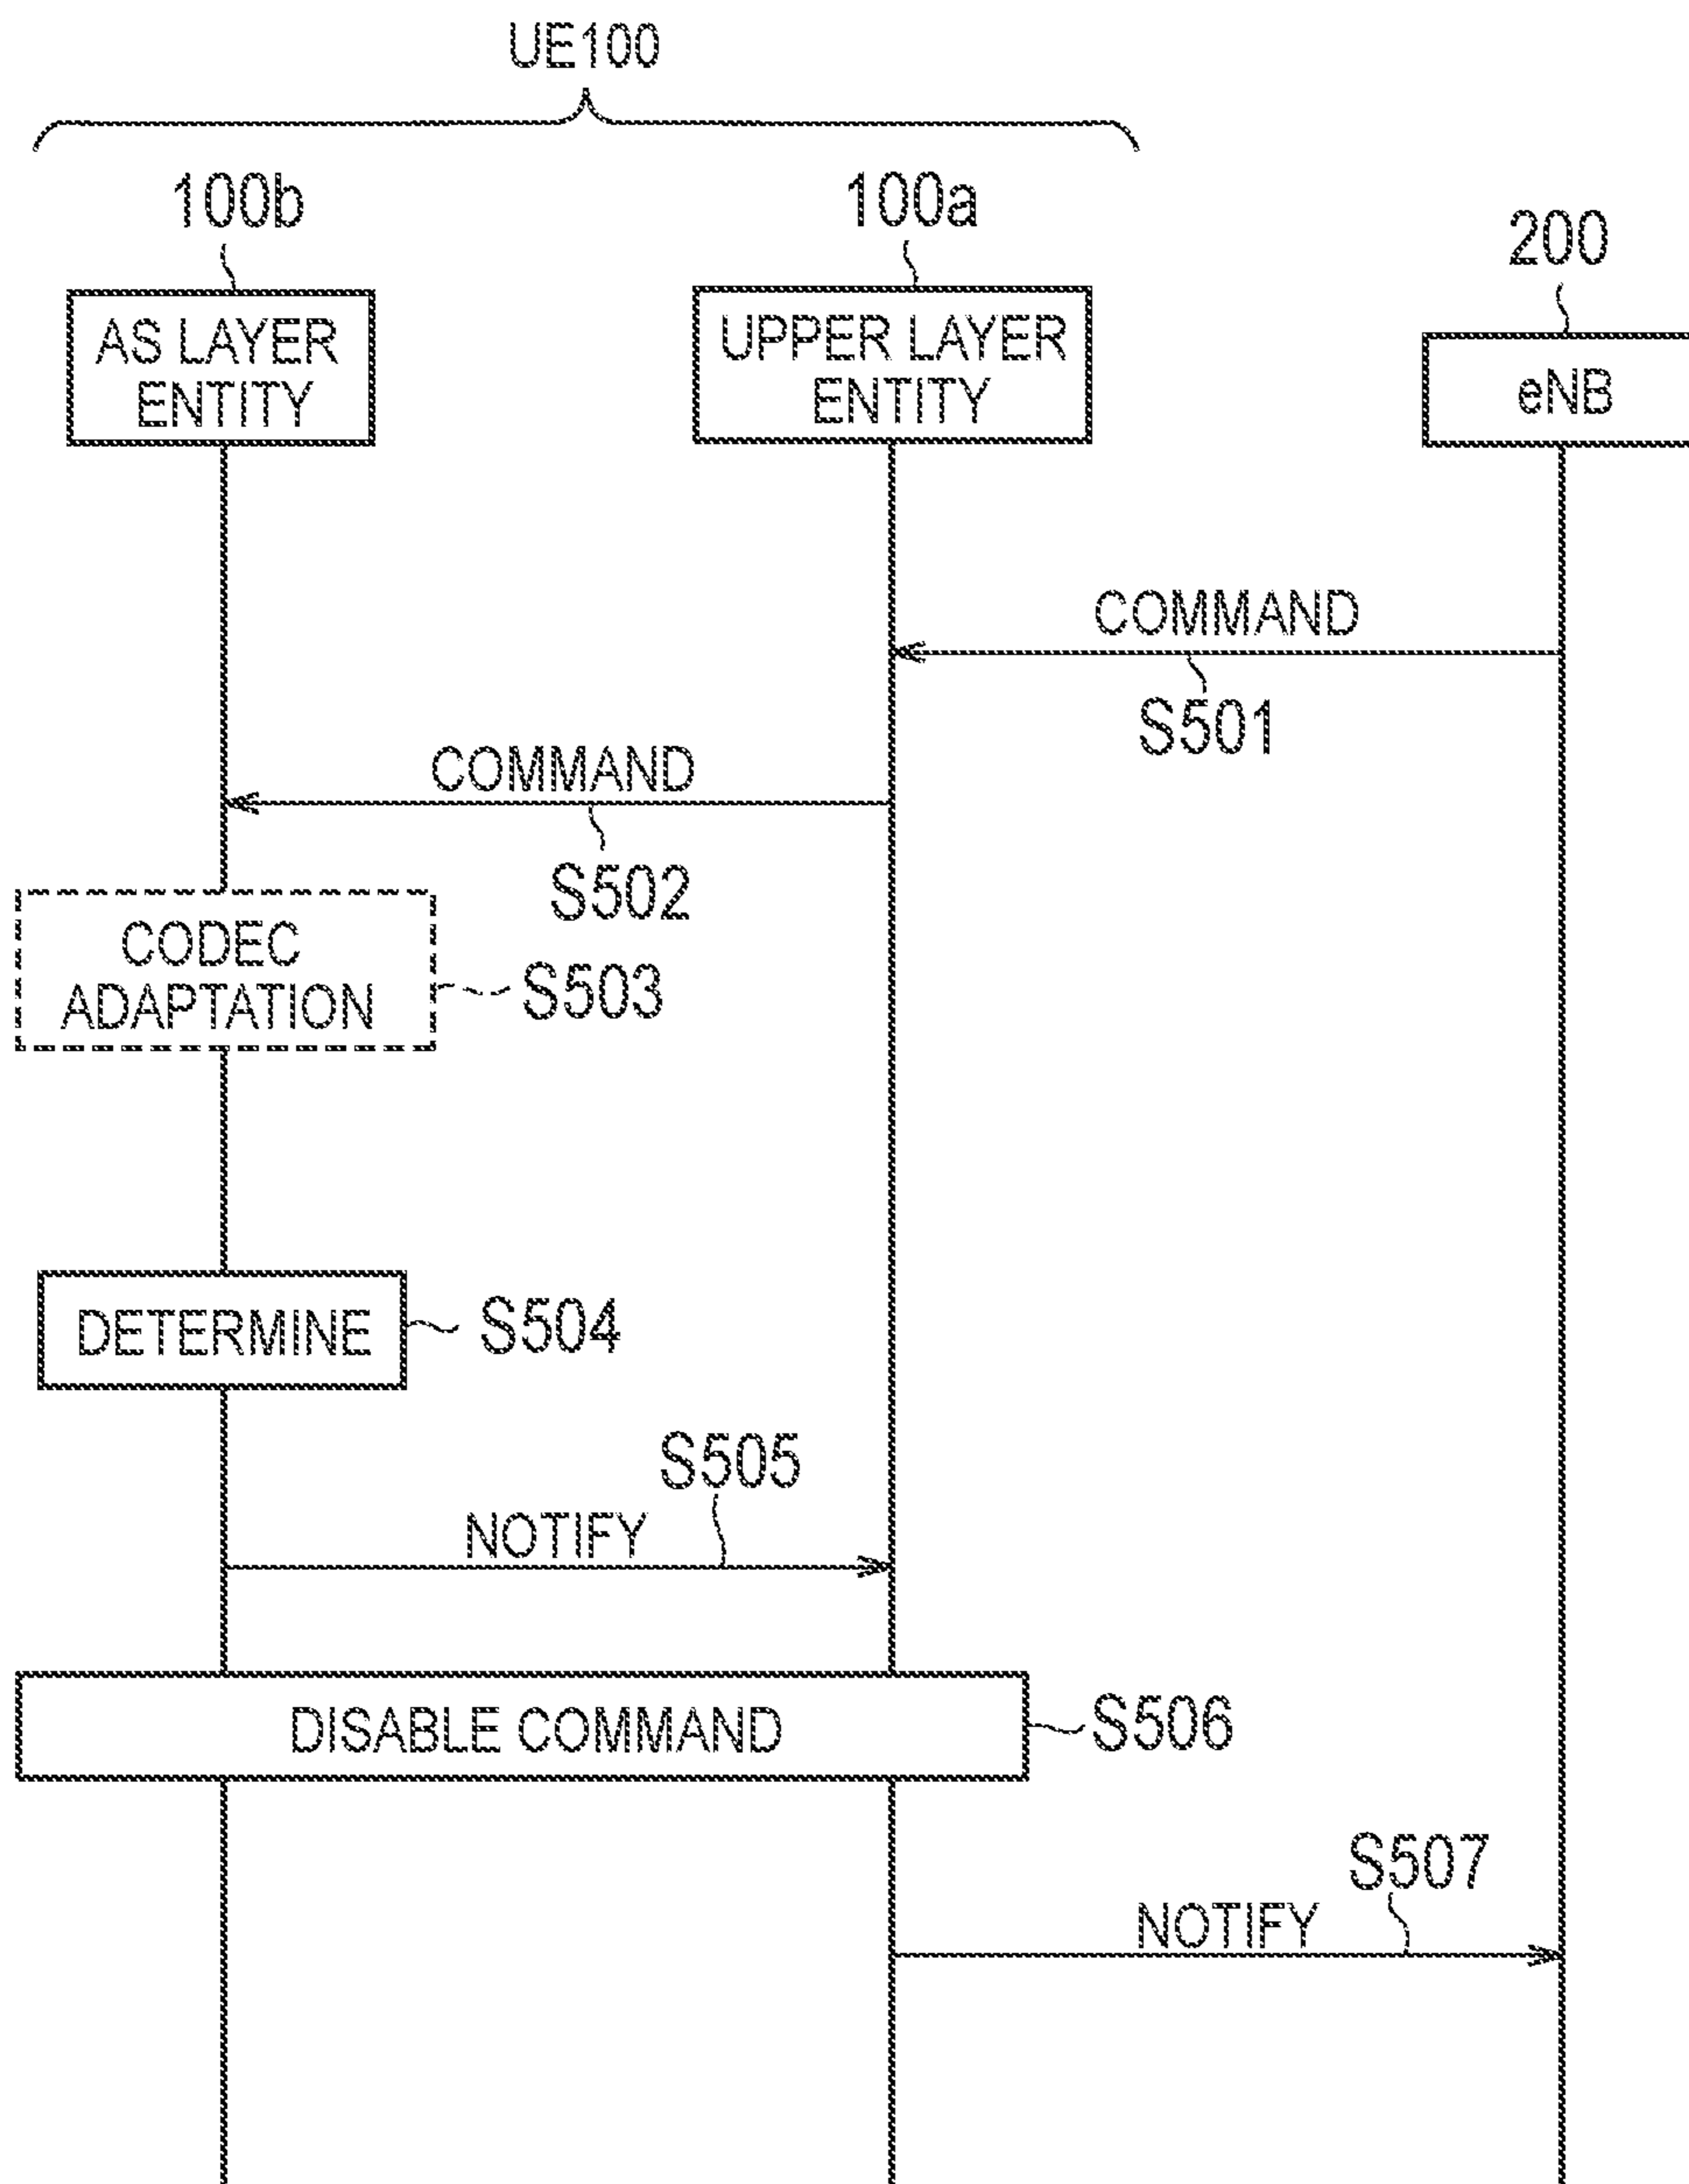 UE100
100b
100a
200
AS LAYER
ENTITY
UPPER LAYER
ENTITY
eNB
COMMAND
S501
COMMAND
S502
CODEC
ADAPTATION
S503
DETERMINE
S504
S505
NOTIFY
DISABLE COMMAND
S506
S507
NOTIFY